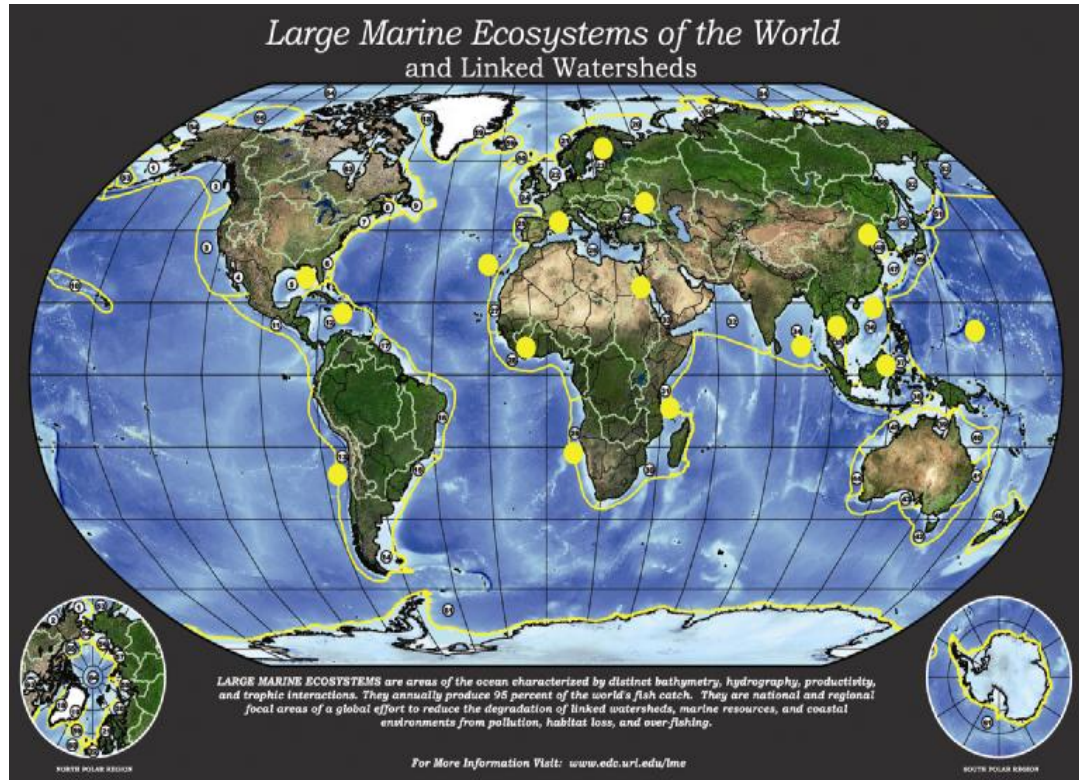 Large Marine Ecosystems of the World
and Linked Watersheds
LARGE MARINE ECOSYSTEMS are areas of the ocean characterized by distinct bathymetry, hydrography, productivity,
and trophic interactions. They annually produce 95 percent of the world's fish catch. They are national and regional
focal areas of a global effort to reduce the degradation of linked watersheds, marine resources, and coastal
environments from pollution, habitat loss, and over-fishing.
For More Information Visit: www.edc.uri.edu/lme
NORTH POLAR REGION
SOUTH POLAR REGION